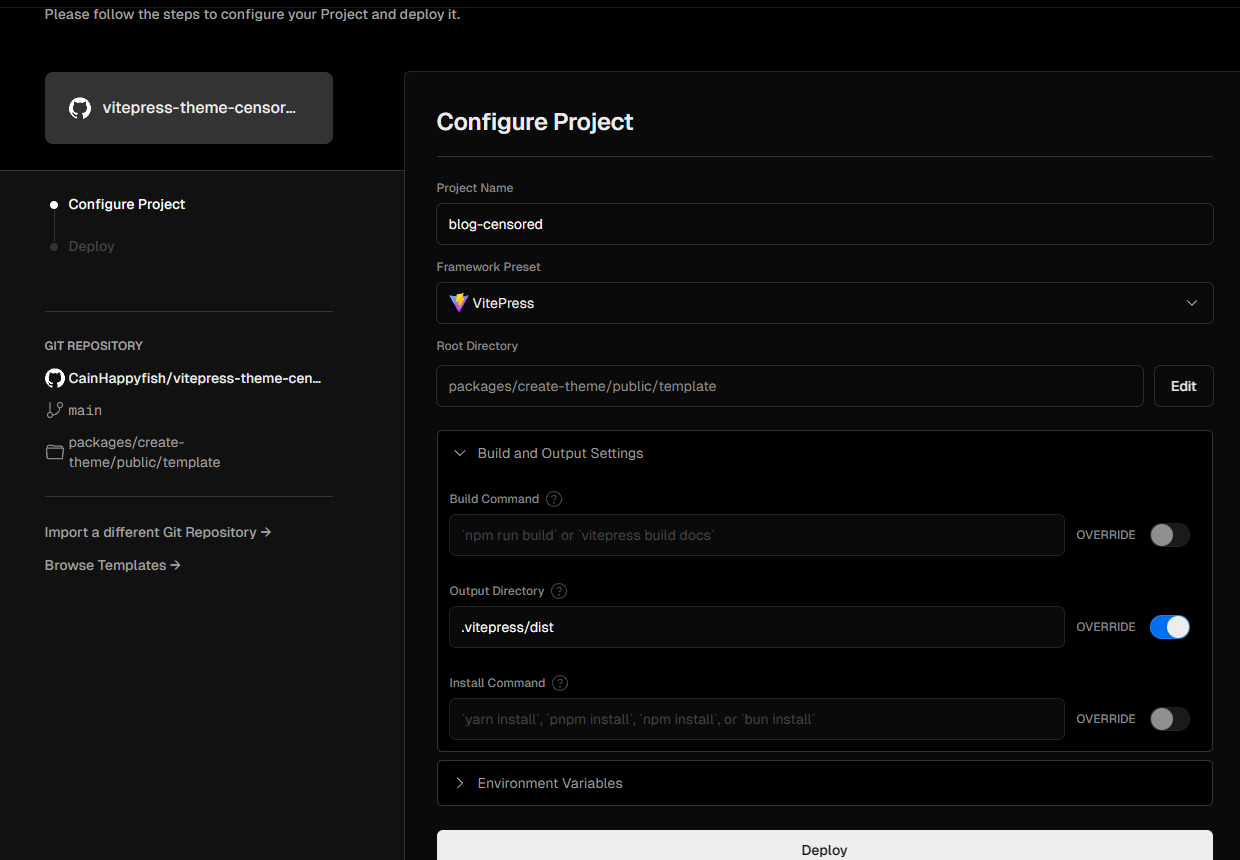 Please follow the steps to configure your Project and deploy it.
vitepress-theme-censor...
Configure Project
Deploy
GIT REPOSITORY
CainHappyfish/vitepress-theme-cen...
main
packages/create-
theme/public/template
Import a different Git Repository →
Browse Templates →
Configure Project
Project Name
blog-censored
Framework Preset
VitePress
Root Directory
packages/create-theme/public/template
Edit
Build and Output Settings
Build Command ?
`npm run build` or `vitepress build docs`
OVERRIDE
Output Directory ?
.vitepress/dist
OVERRIDE
Install Command ?
`yarn install`, `pnpm install`, `npm install`, or `bun install`
OVERRIDE
Environment Variables
Deploy